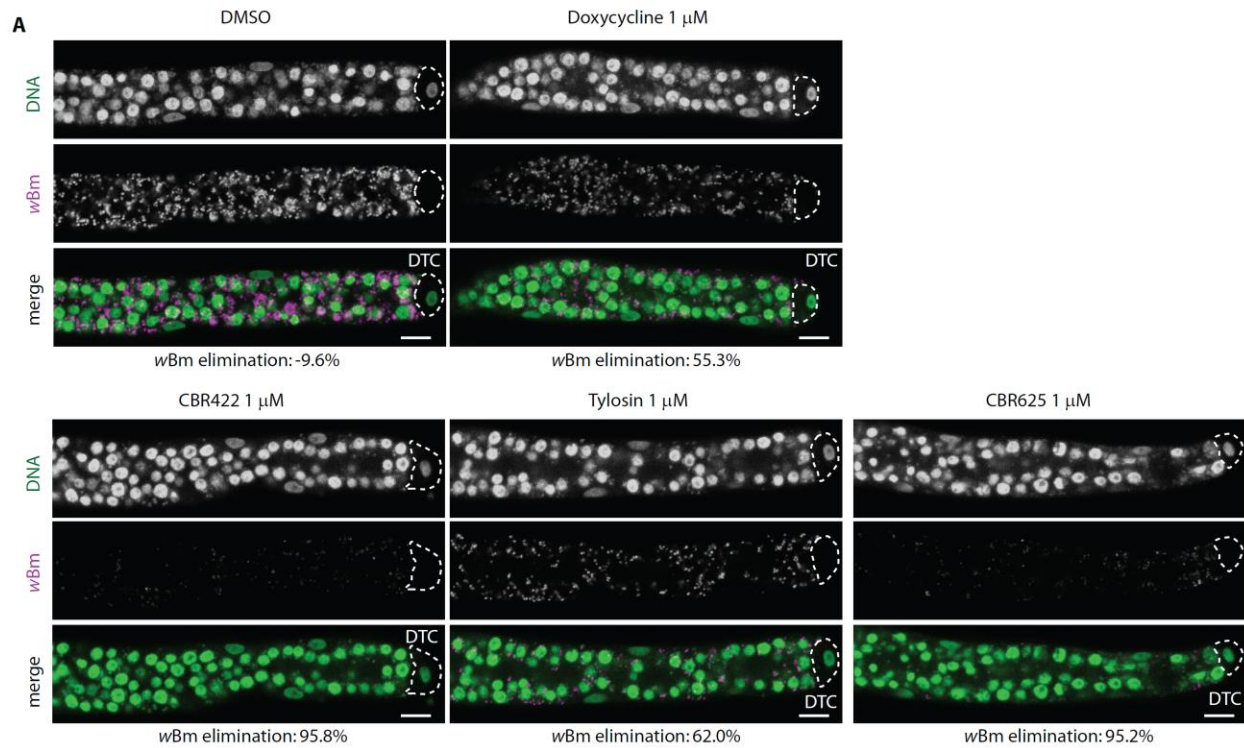 A
DMSO
Doxycycline 1 μM
DNA
wBm
merge
DTC
DTC
wBm elimination: -9.6%
wBm elimination: 55.3%
CBR422 1 μM
Tylosin 1 μM
CBR625 1 μM
DNA
wBm
merge
DTC
DTC
DTC
wBm elimination: 95.8%
wBm elimination: 62.0%
wBm elimination: 95.2%